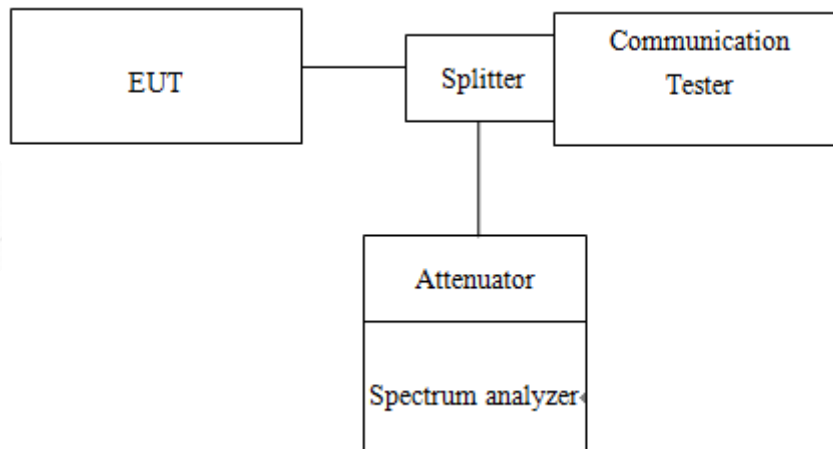 EUT
Splitter
Communication
Tester
Attenuator
Spectrum analyzer